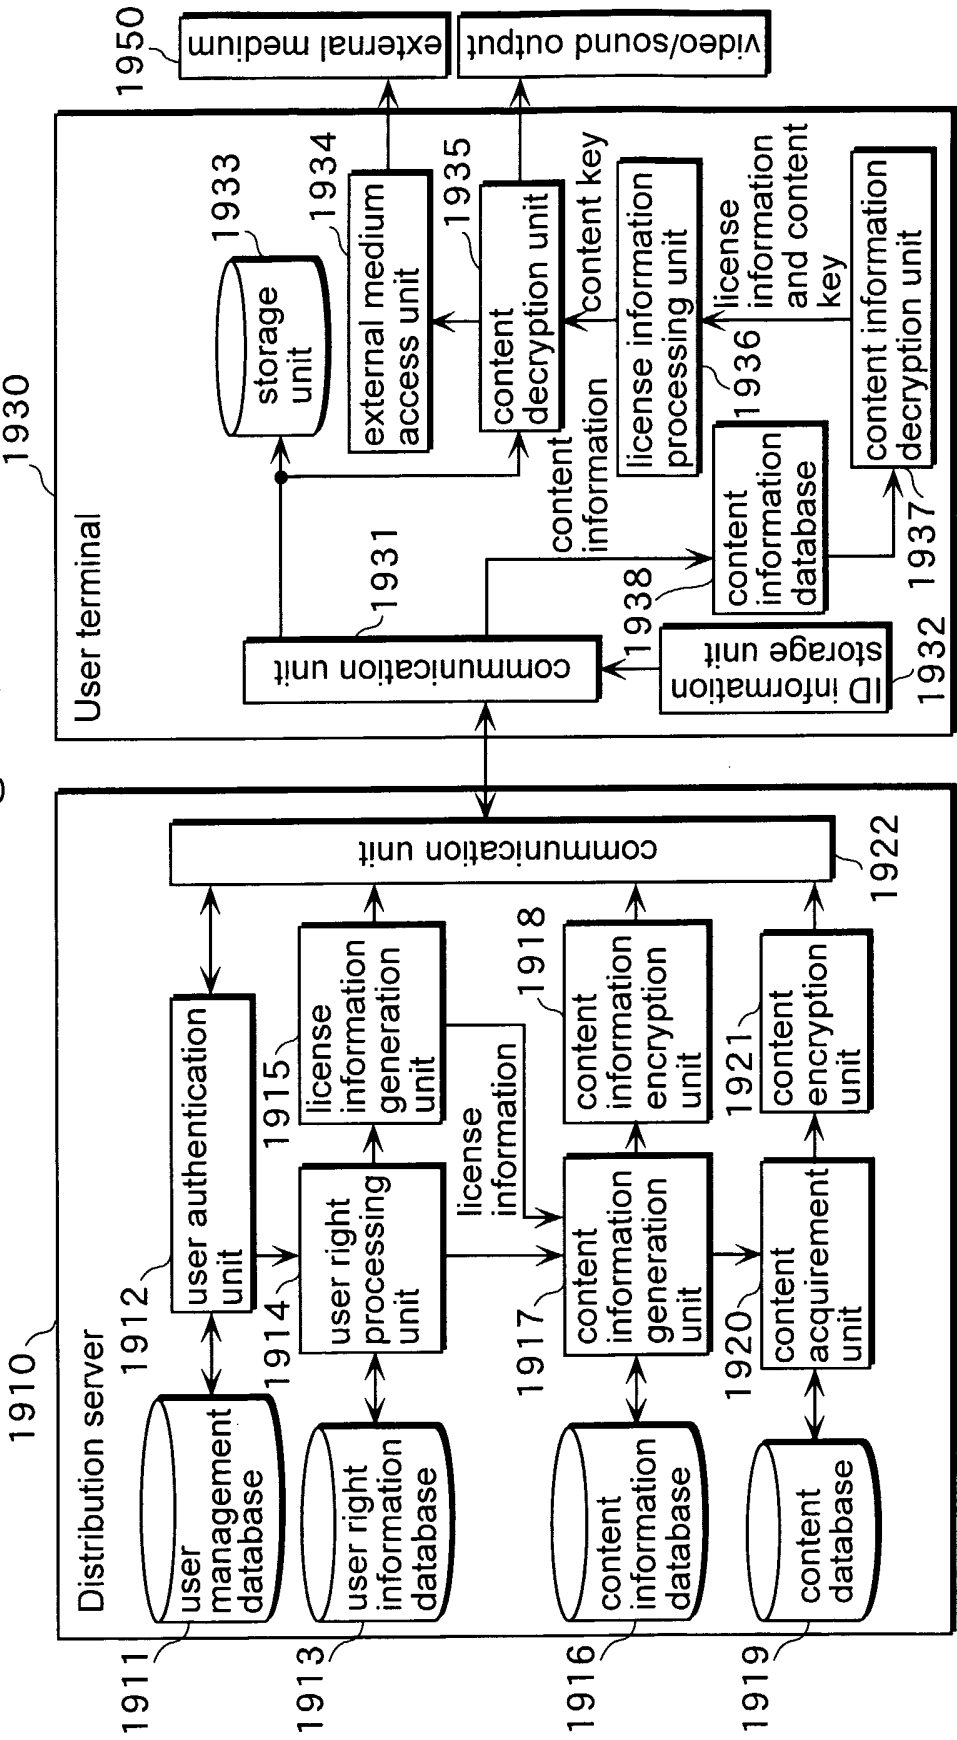 1910
Distribution server
1911
user
management
database
1912
user authentication
unit
1913
user right
information
database
1914
user right
processing
unit
1915
license
information
generation
unit
license
information
1916
content
information
database
1917
content
information
generation
unit
1918
content
information
encryption
unit
1919
content
database
1920
content
acquirement
unit
1921
content
encryption
unit
communication unit
1922
1930
User terminal
1931
communication unit
ID information
storage unit
1932
1933
storage
unit
1934
external medium
access unit
1935
content
decryption unit
content key
content
information
license information
processing unit
1936
license
information
and content
key
1938
content
information
database
content information
decryption unit
1937
1950
external medium
video/sound output